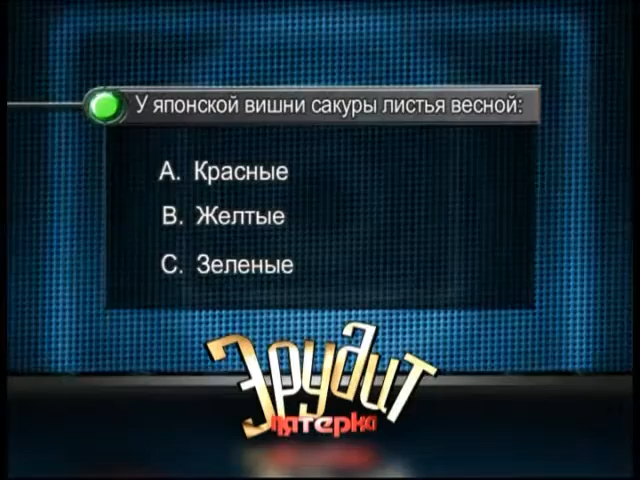 У японской вишни сакуры листья весной:
A. Красные
B. Желтые
C. Зеленые
Эрудит
пятерка